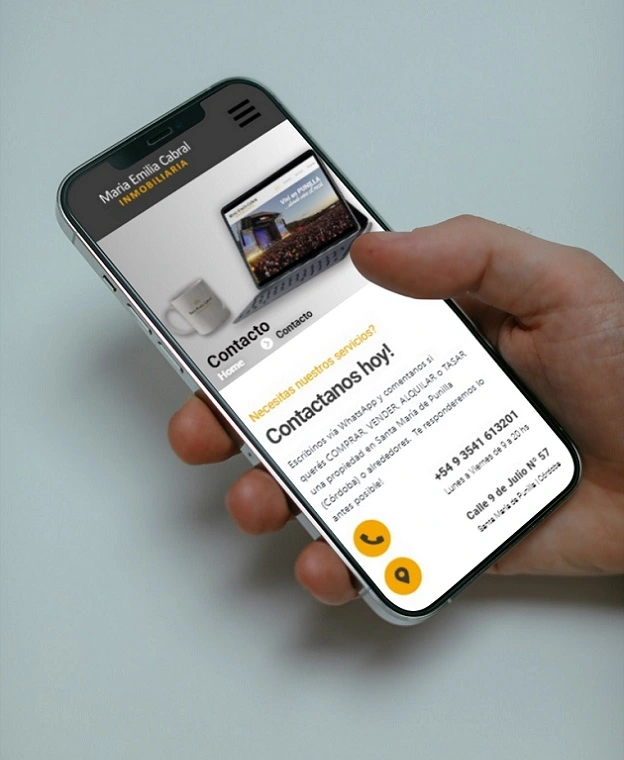 Maria Emilia Cabral
INMOBILIARIA
Viví en PUNILLA
Contacto
Home Contacto
Necesitas nuestros servicios?
Contactanos hoy!
Escribinos vía WhatsApp y comentanos si
querés COMPRAR, VENDER, ALQUILAR o TASAR
una propiedad en Santa María de Punilla
(Córdoba) o alrededores. Te responderemos lo
antes posible!
+54 9 3541 613201
Lunes a Viernes de 9 a 20 hs
Calle 9 de Julio Nº 57
Santa María de Punilla | Córdoba